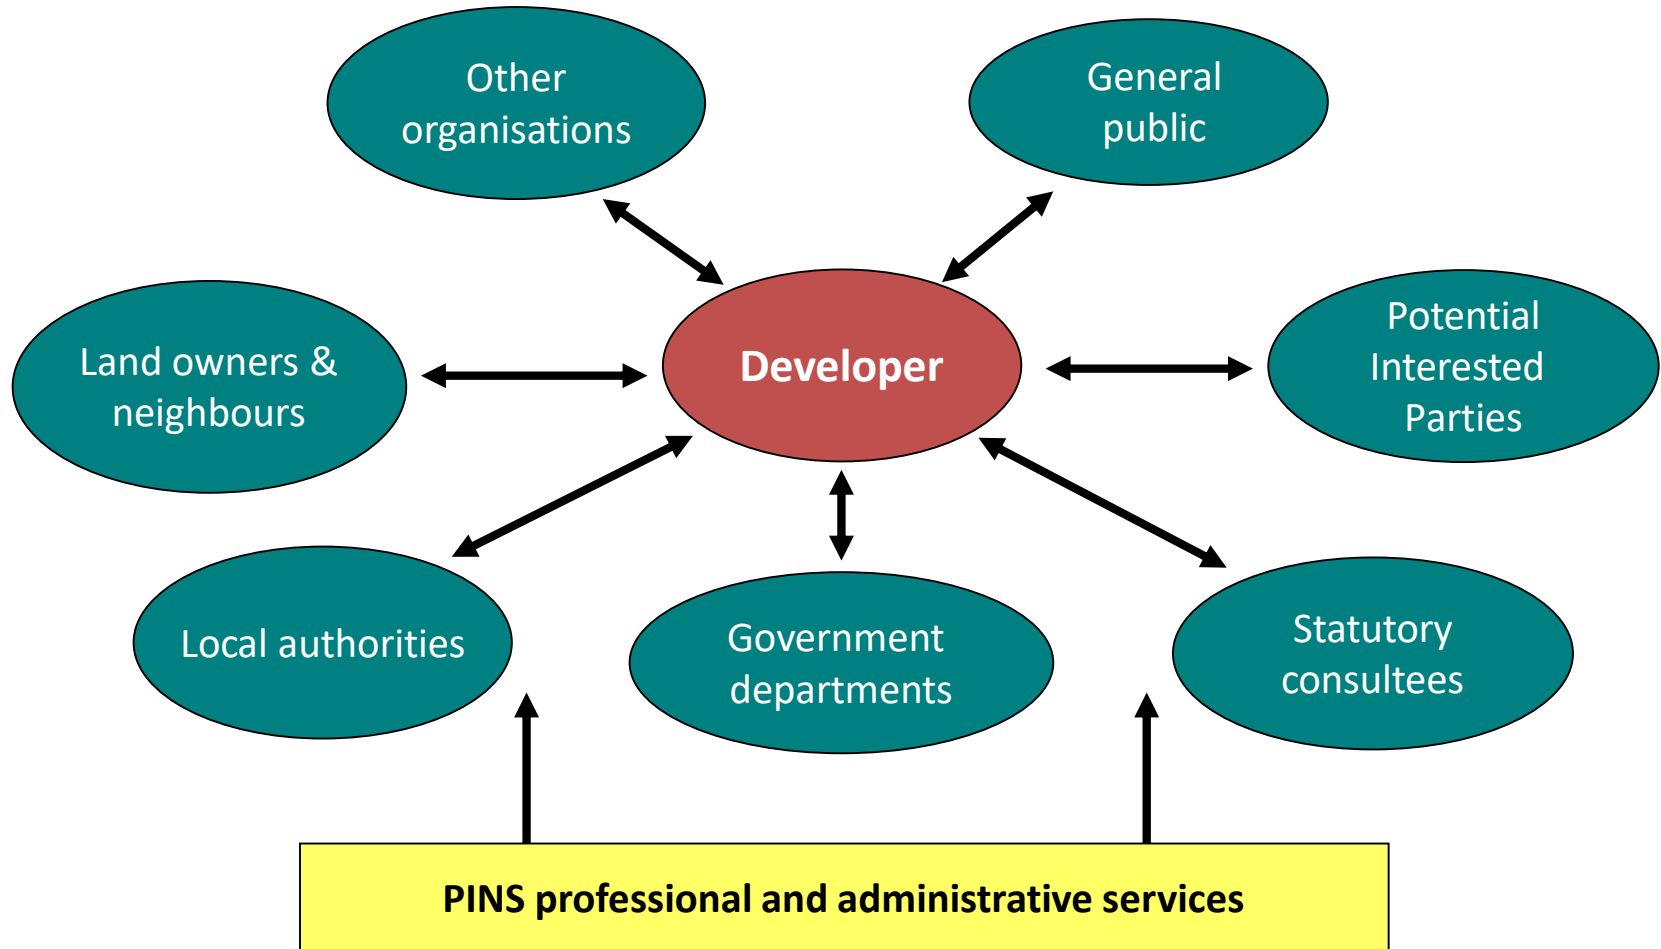 Other
organisations
General
public
Land owners &
neighbours
Developer
Potential
Interested
Parties
Local authorities
Government
departments
Statutory
consultees
PINS professional and administrative services